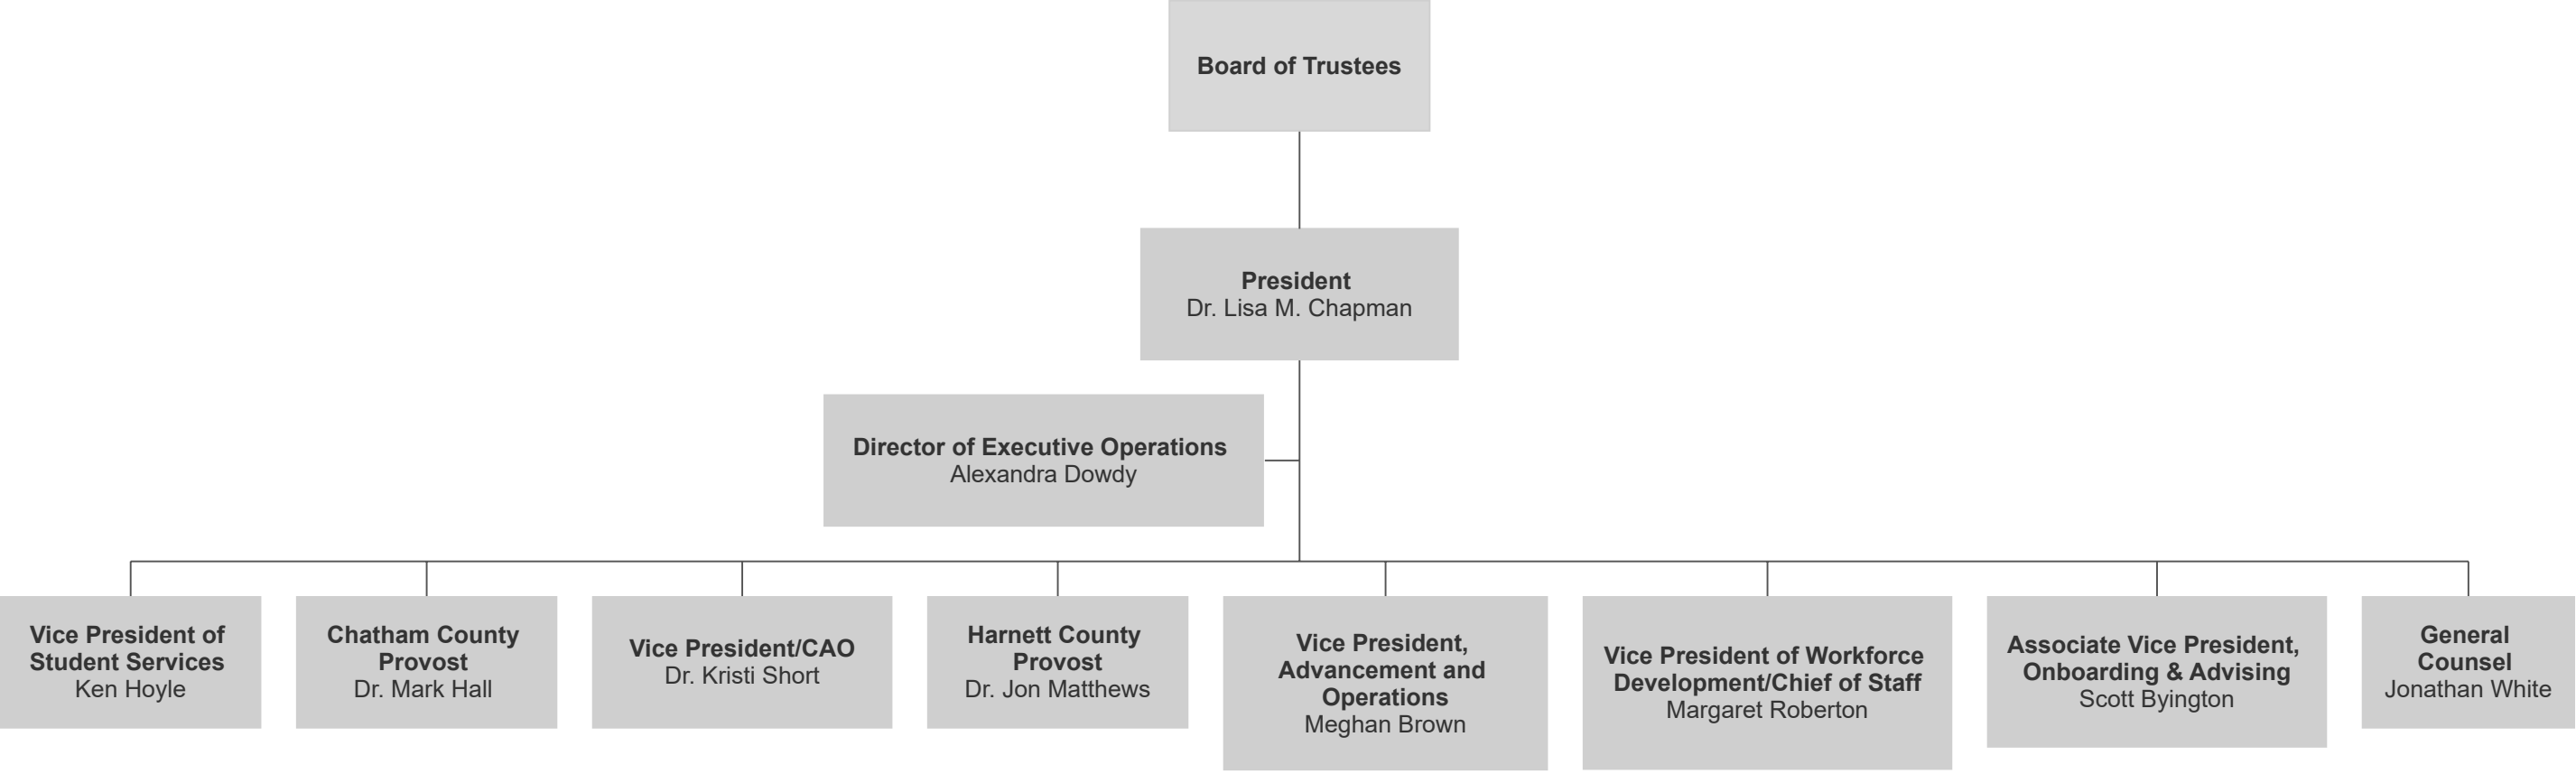 Board of Trustees
President
Dr. Lisa M. Chapman
Director of Executive Operations
Alexandra Dowdy
Vice President of
Student Services
Ken Hoyle
Chatham County
Provost
Dr. Mark Hall
Vice President/CAO
Dr. Kristi Short
Harnett County
Provost
Dr. Jon Matthews
Vice President,
Advancement and
Operations
Meghan Brown
Vice President of Workforce
Development/Chief of Staff
Margaret Roberton
Associate Vice President,
Onboarding & Advising
Scott Byington
General
Counsel
Jonathan White